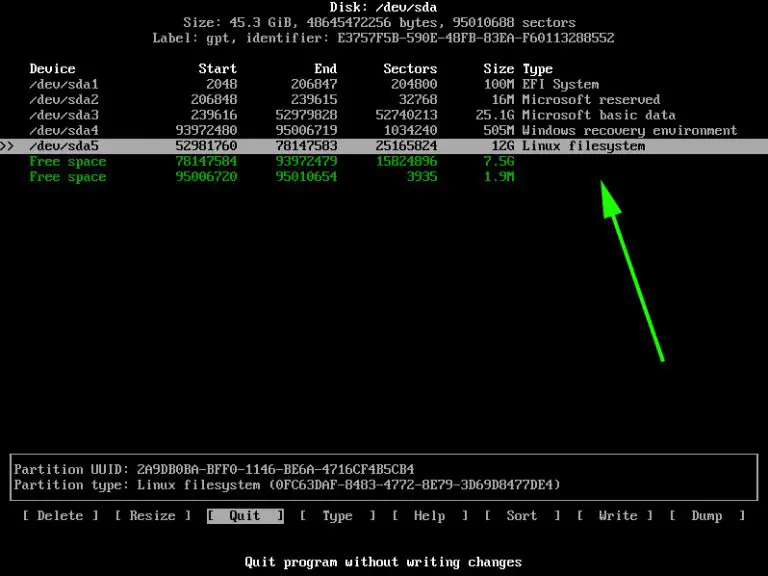 Disk: /dev/sda
Size: 45.3 GiB, 48645472256 bytes, 95010688 sectors
Label: gpt, identifier: E3757F5B-590E-48FB-83EA-F60113288552
Device Start End Sectors Size Type
/dev/sda1 2048 206847 204800 100M EFI System
/dev/sda2 206848 239615 32768 16M Microsoft reserved
/dev/sda3 239616 52979828 52740213 25.1G Microsoft basic data
/dev/sda4 93972480 95006719 1034240 505M Windows recovery environment
>> /dev/sda5 52981760 78147583 25165824 12G Linux filesystem
Free space 78147584 93972479 15824896 7.5G
Free space 95006720 95010654 3935 1.9M
Partition UUID: 2A9DB0BA-BFF0-1146-BE6A-4716CF4B5CB4
Partition type: Linux filesystem (0FC63DAF-8483-4772-8E79-3D69D8477DE4)
[ Delete ] [ Resize ] [ Quit ] [ Type ] [ Help ] [ Sort ] [ Write ] [ Dump ]
Quit program without writing changes